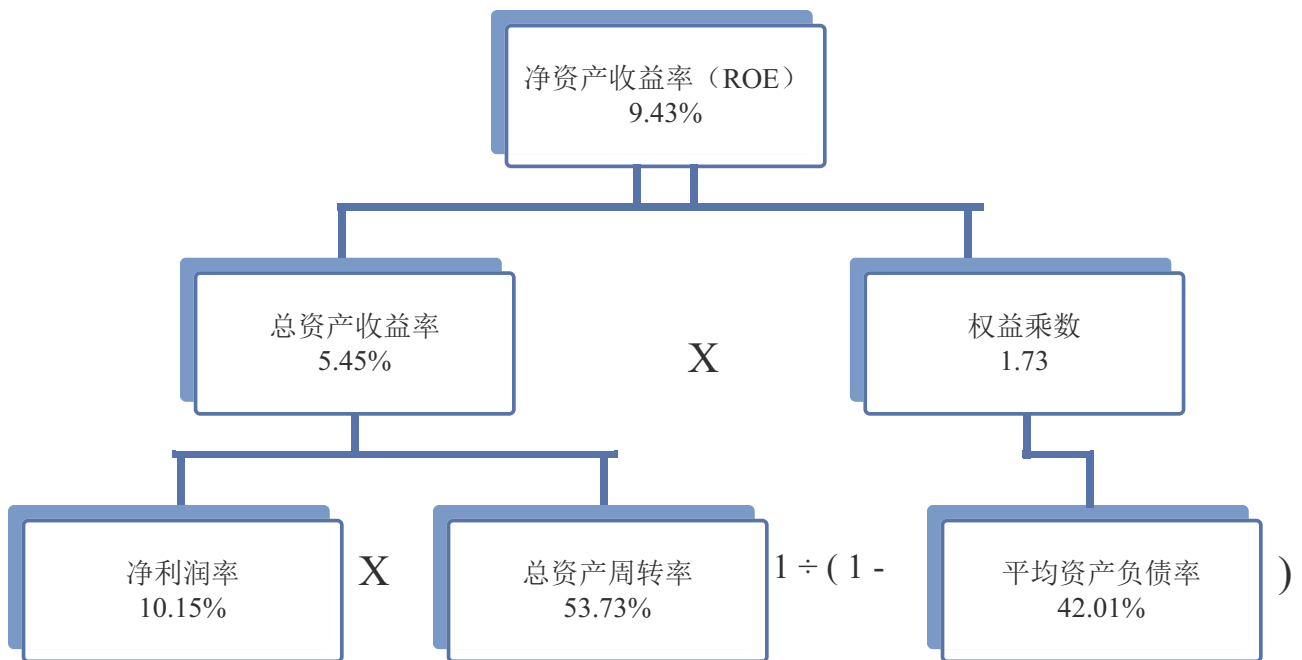 净资产收益率（ROE）
9.43%
总资产收益率
5.45%
X
权益乘数
1.73
净利润率
10.15%
X
总资产周转率
53.73%
1 ÷ ( 1 -
平均资产负债率
42.01%
)